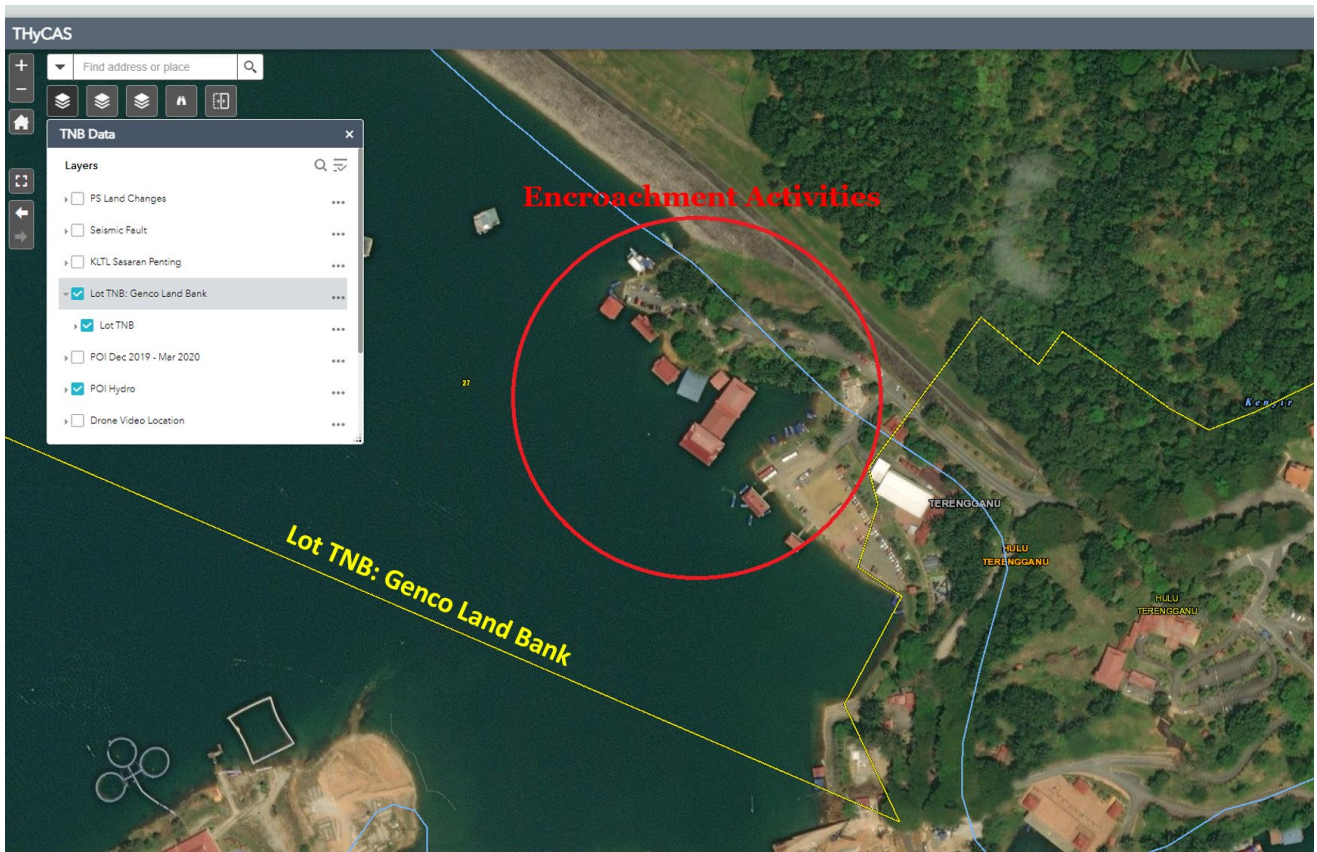 THyCAS
Find address or place
TNB Data
Layers
PS Land Changes
Seismic Fault
KLTL Sasaran Penting
Lot TNB: Genco Land Bank
Lot TNB
POI Dec 2019 - Mar 2020
POI Hydro
Drone Video Location
Encroachment Activities
37
Kenyir
TERENGGANU
HULU
TERENGGANU
HULU
TERENGGANU
Lot TNB: Genco Land Bank